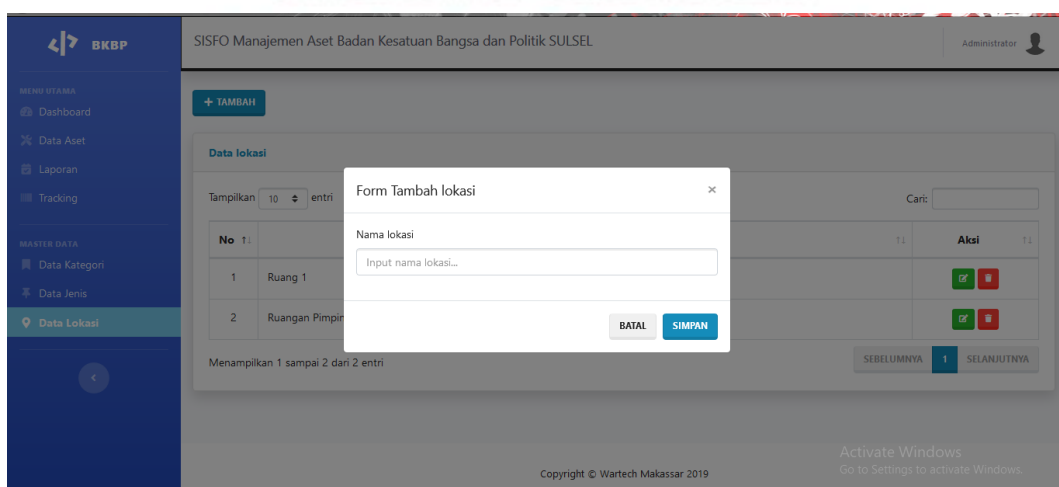 BKBP
SISFO Manajemen Aset Badan Kesatuan Bangsa dan Politik SULSEL
Administrator
MENU UTAMA
Dashboard
Data Aset
Laporan
Tracking
MASTER DATA
Data Kategori
Data Jenis
Data Lokasi
+ TAMBAH
Data lokasi
Tampilkan 10 entri
Cari:
No
Aksi
1 Ruang 1
2 Ruangan
Menampilkan 1 sampai 2 dari 2 entri
SEBELUMNYA 1 SELANJUTNYA
Form Tambah lokasi ×
Nama lokasi
Input nama lokasi...
BATAL SIMPAN
Copyright © Wartech Makassar 2019
Activate Windows
Go to Settings to activate Windows.